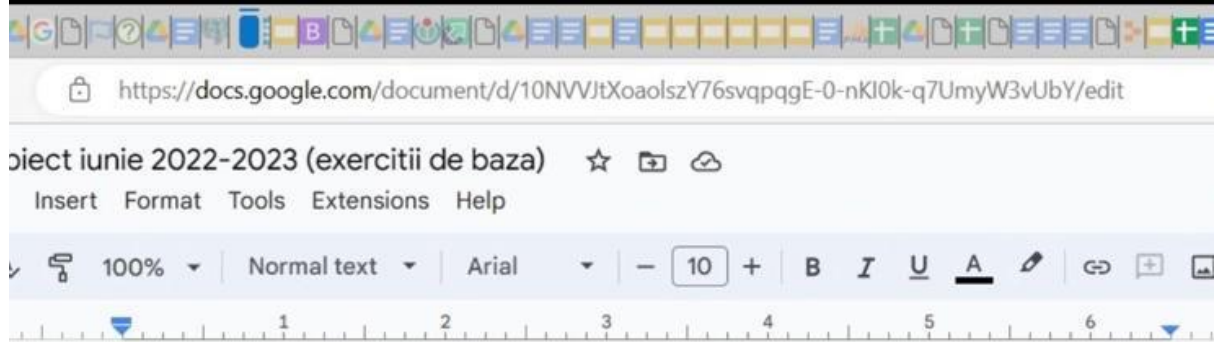 G ? B
https://docs.google.com/document/d/10NVVJtXoaolszY76svqpqgE-0-nKI0k-q7UmyW3vUbY/edit
oiect iunie 2022-2023 (exercitii de baza)
Insert Format Tools Extensions Help
100% Normal text Arial − 10 + B I U A
1 2 3 4 5 6